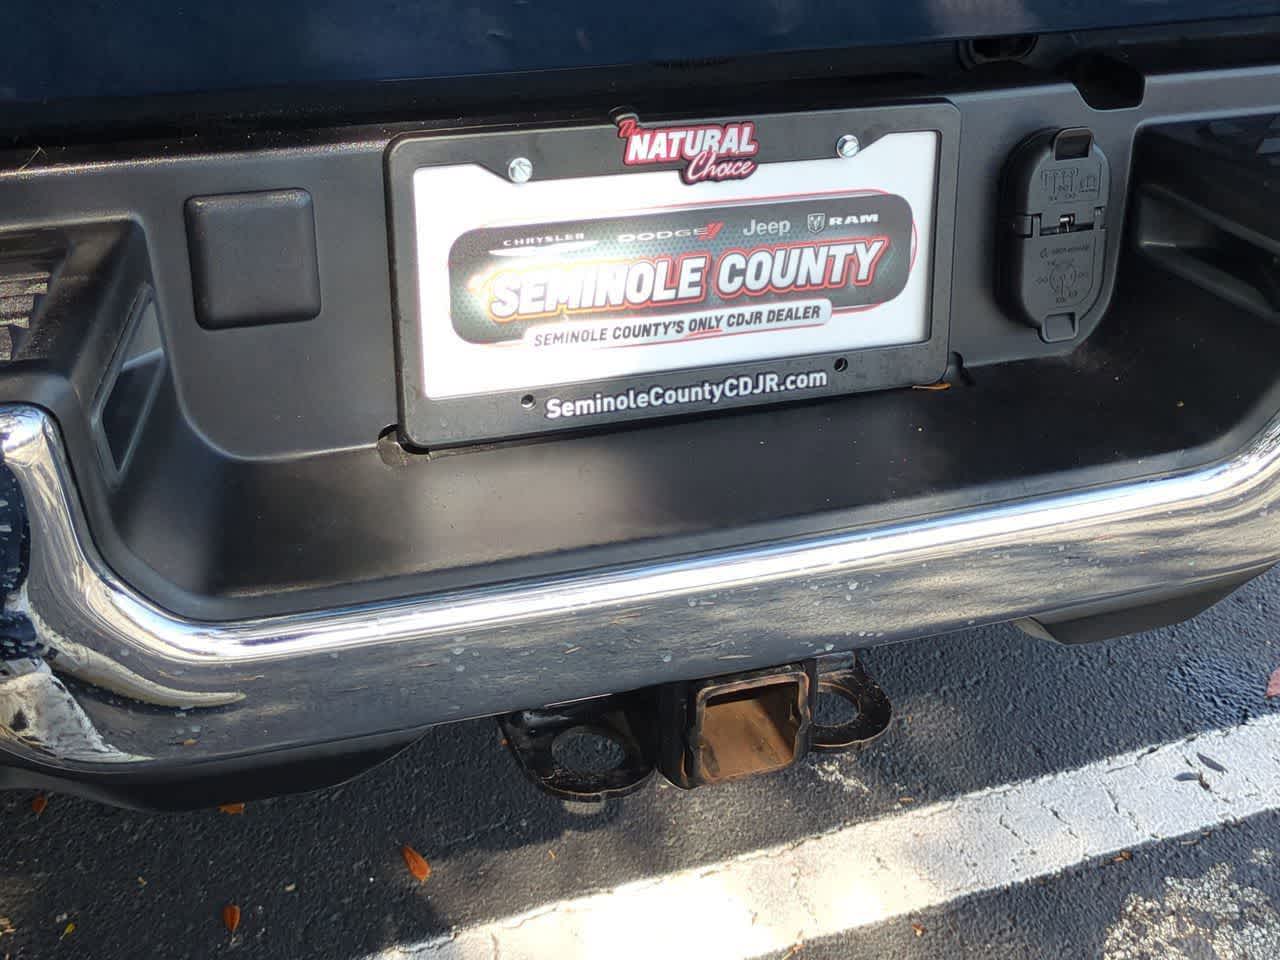 The
NATURAL
Choice
CHRYSLER DODGE Jeep RAM
SEMINOLE COUNTY
SEMINOLE COUNTY'S ONLY CDJR DEALER
SeminoleCountyCDJR.com